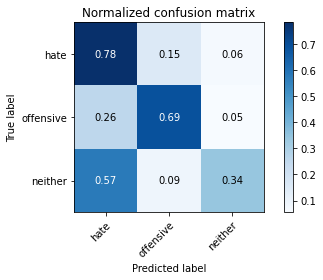 Normalized confusion matrix
True label
hate 0.78 0.15 0.06
offensive 0.26 0.69 0.05
neither 0.57 0.09 0.34
hate offensive neither
Predicted label
0.7
0.6
0.5
0.4
0.3
0.2
0.1